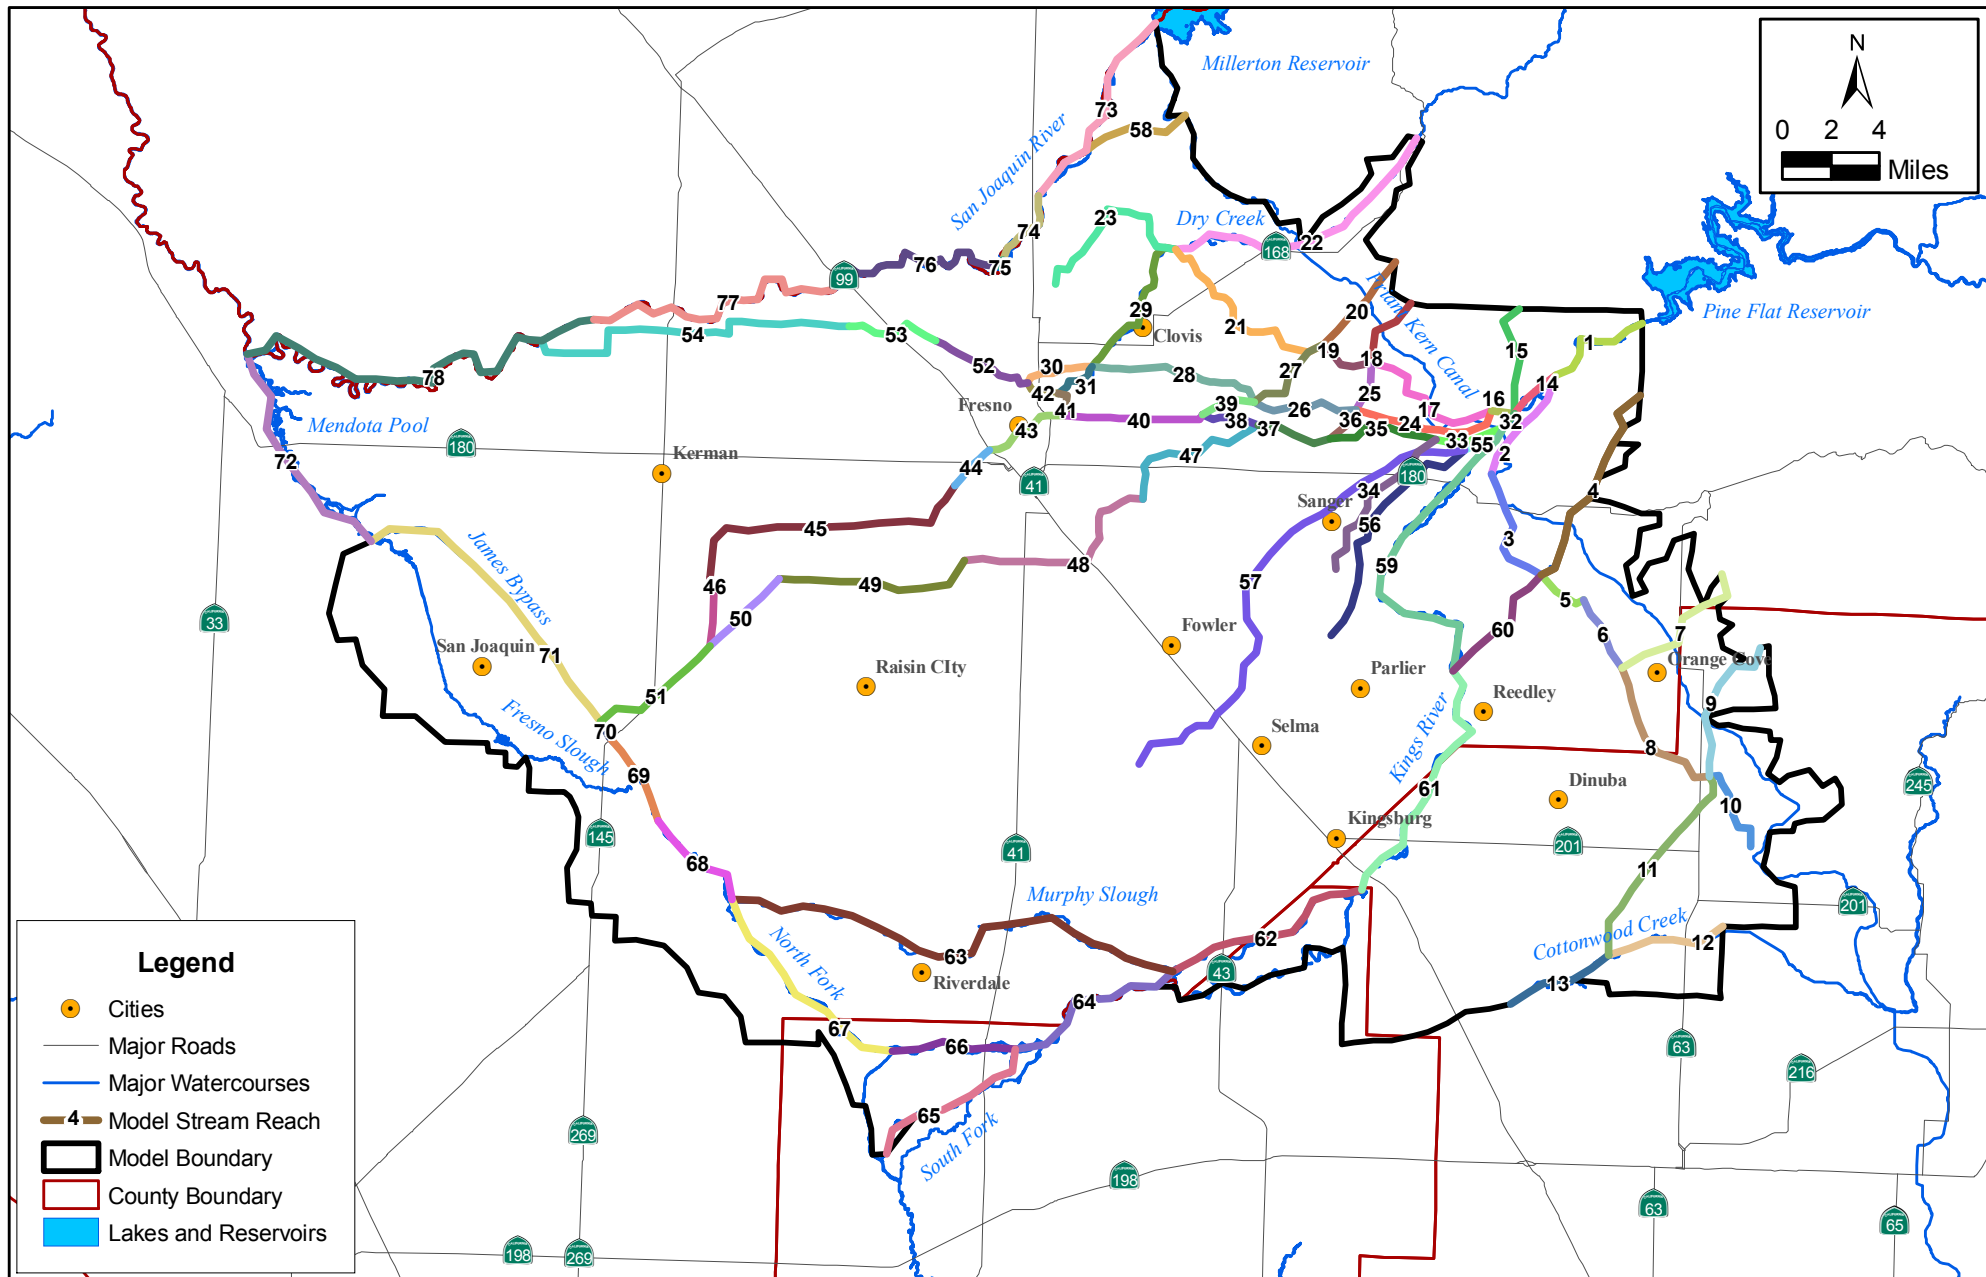 N
0 2 4
Miles
Millerton Reservoir
73
58
San Joaquin River
74
23
Dry Creek
22
168
76
75
99
77
54
53
29
Clovis
21
20
Friant Kern Canal
Pine Flat Reservoir
1
15
19
18
78
52
30
31
28
27
25
14
16
17
Mendota Pool
Fresno
42
41
43
40
39
38
37
26
36
35
24
32
33
55
2
72
180
Kerman
44
41
47
180
34
Sanger
56
4
45
3
James Bypass
46
50
49
48
57
59
5
60
6
7
33
San Joaquin
71
51
Raisin CIty
Fowler
Parlier
Reedley
Orange Cove
9
Fresno Slough
70
69
Selma
Kings River
61
8
Dinuba
10
245
145
68
41
Kingsburg
201
11
201
Murphy Slough
63
62
43
North Fork
Riverdale
Cottonwood Creek
12
13
64
67
66
65
South Fork
63
216
269
198
63
65
198
269
Legend
Cities
Major Roads
Major Watercourses
4 Model Stream Reach
Model Boundary
County Boundary
Lakes and Reservoirs